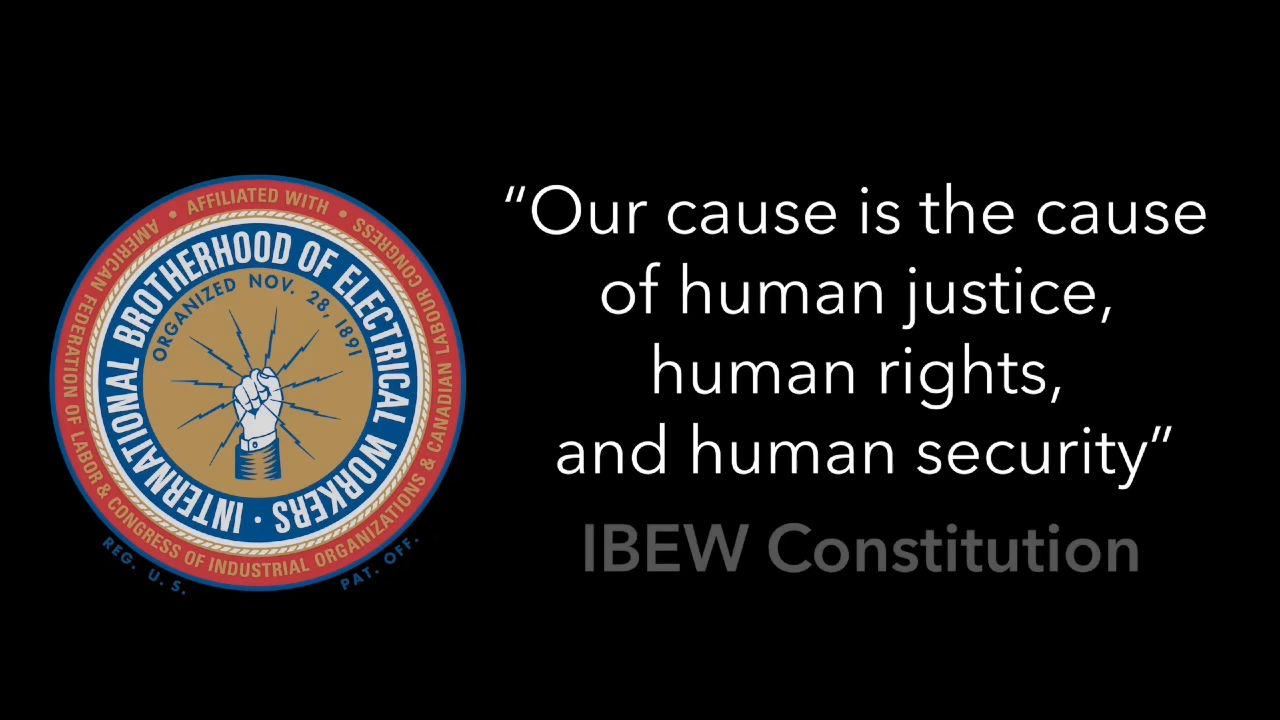 AMERICAN FEDERATION OF LABOR & CONGRESS OF INDUSTRIAL ORGANIZATIONS & CANADIAN LABOUR CONGRESS • AFFILIATED WITH •
INTERNATIONAL BROTHERHOOD OF ELECTRICAL WORKERS ·
ORGANIZED NOV. 28, 1891
REG. U. S.
PAT. OFF.
“Our cause is the cause
of human justice,
human rights,
and human security”
IBEW Constitution